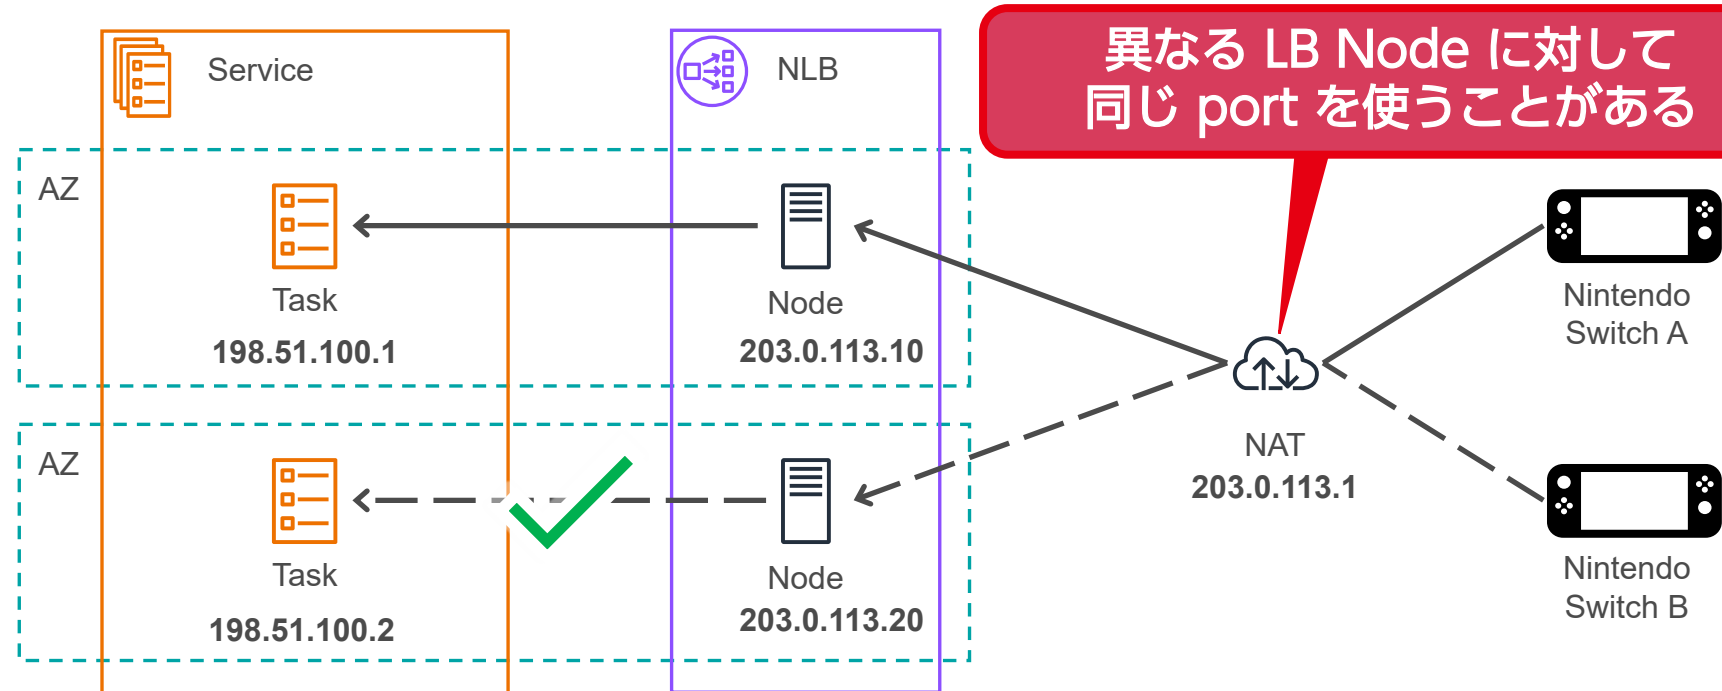 異なる LB Node に対して
同じ port を使うことがある
Service
NLB
AZ
Task
198.51.100.1
Node
203.0.113.10
Nintendo
Switch A
NAT
203.0.113.1
AZ
Task
198.51.100.2
Node
203.0.113.20
Nintendo
Switch B